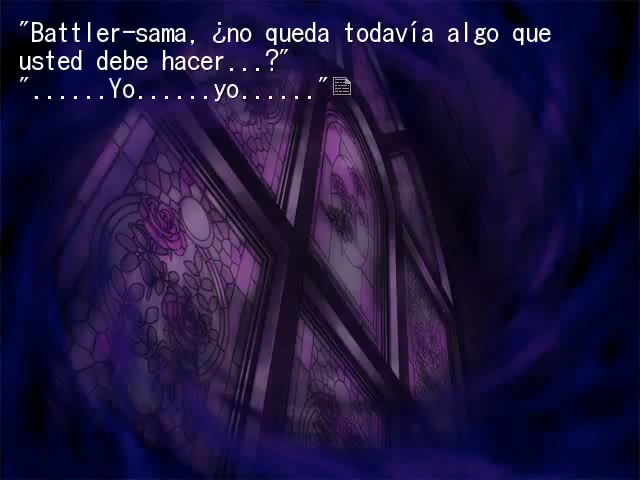 "Battler-sama, ¿no queda todavía algo que
usted debe hacer...?"
"......Yo......yo......"